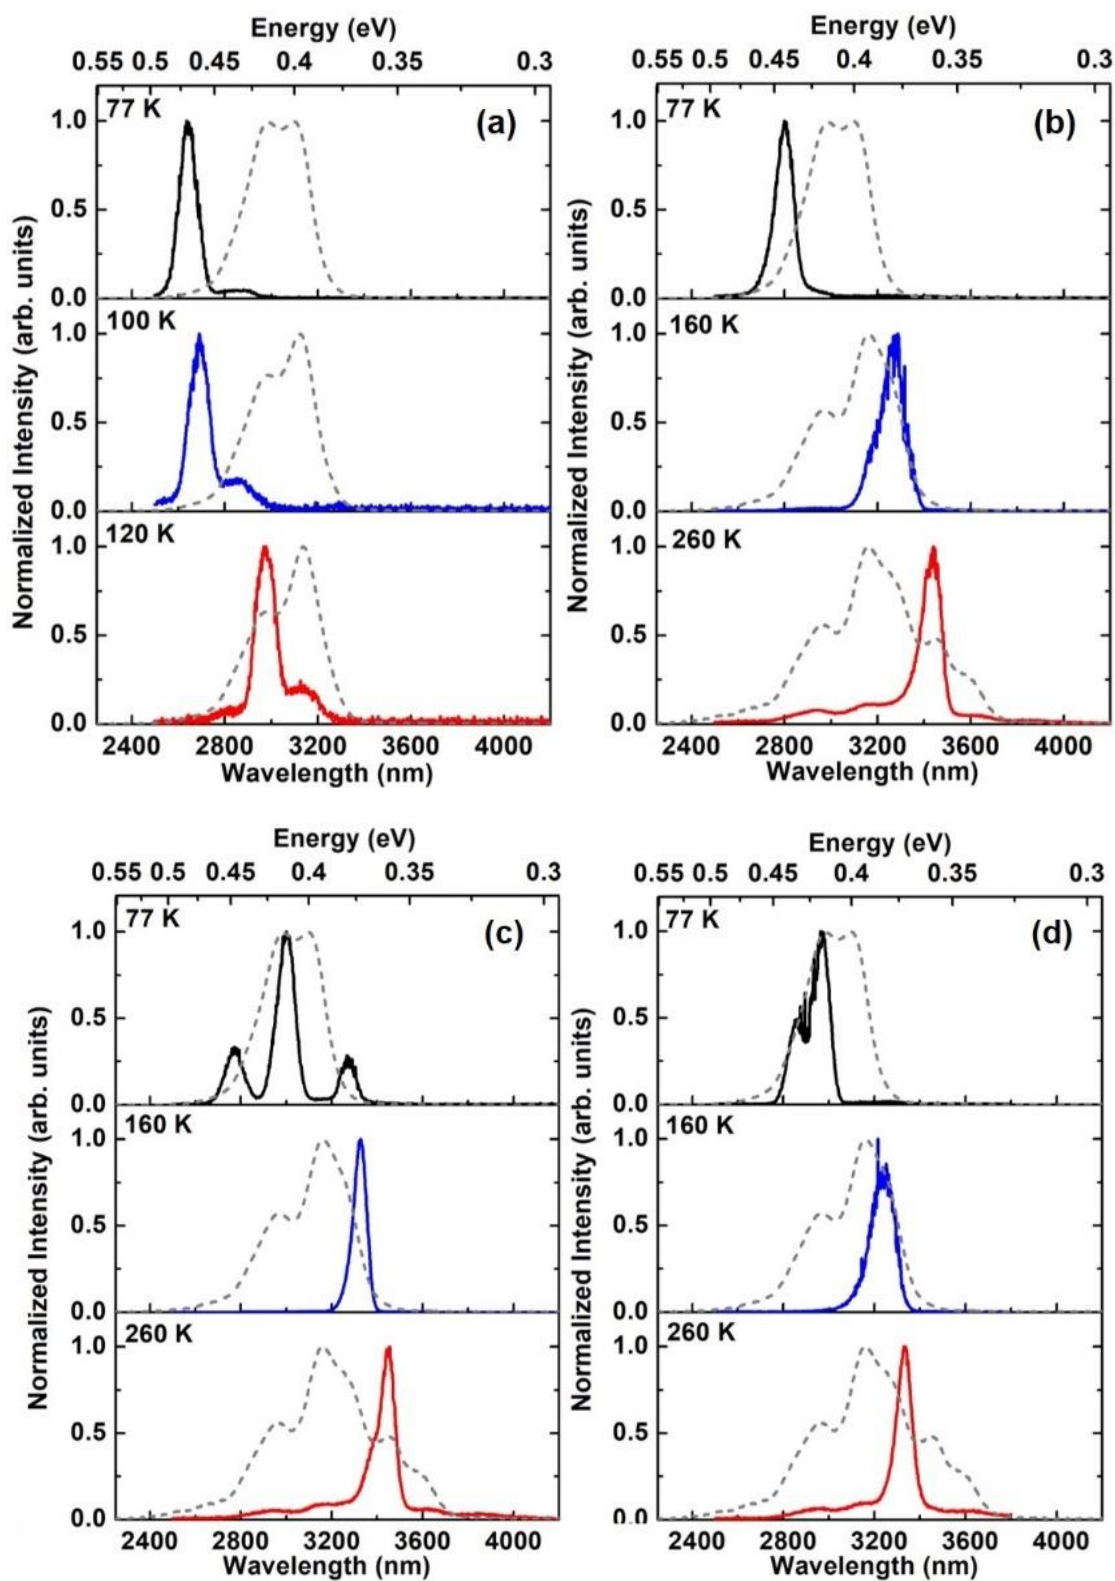 Energy (eV)
0.55 0.5 0.45 0.4 0.35 0.3
77 K
(a)
1.0
0.5
0.0
100 K
1.0
0.5
0.0
120 K
1.0
0.5
0.0
2400 2800 3200 3600 4000
Wavelength (nm)
Normalized Intensity (arb. units)
Energy (eV)
0.55 0.5 0.45 0.4 0.35 0.3
77 K
(b)
1.0
0.5
0.0
160 K
1.0
0.5
0.0
260 K
1.0
0.5
0.0
2400 2800 3200 3600 4000
Wavelength (nm)
Normalized Intensity (arb. units)
Energy (eV)
0.55 0.5 0.45 0.4 0.35 0.3
77 K
(c)
1.0
0.5
0.0
160 K
1.0
0.5
0.0
260 K
1.0
0.5
0.0
2400 2800 3200 3600 4000
Wavelength (nm)
Normalized Intensity (arb. units)
Energy (eV)
0.55 0.5 0.45 0.4 0.35 0.3
77 K
(d)
1.0
0.5
0.0
160 K
1.0
0.5
0.0
260 K
1.0
0.5
0.0
2400 2800 3200 3600 4000
Wavelength (nm)
Normalized Intensity (arb. units)